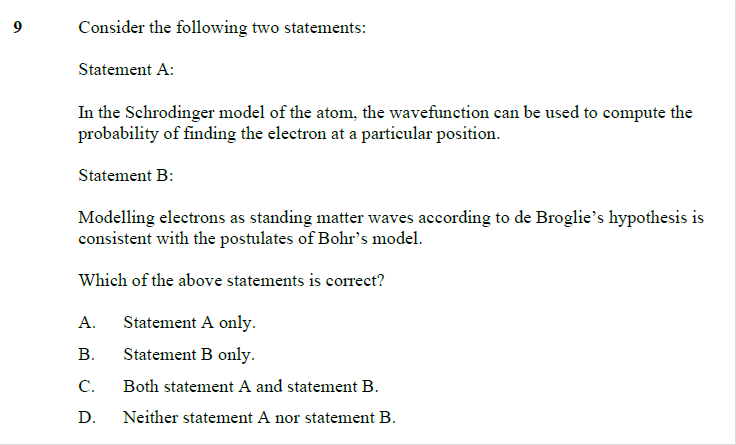 9 Consider the following two statements:
Statement A:
In the Schrodinger model of the atom, the wavefunction can be used to compute the
probability of finding the electron at a particular position.
Statement B:
Modelling electrons as standing matter waves according to de Broglie's hypothesis is
consistent with the postulates of Bohr's model.
Which of the above statements is correct?
A. Statement A only.
B. Statement B only.
C. Both statement A and statement B.
D. Neither statement A nor statement B.